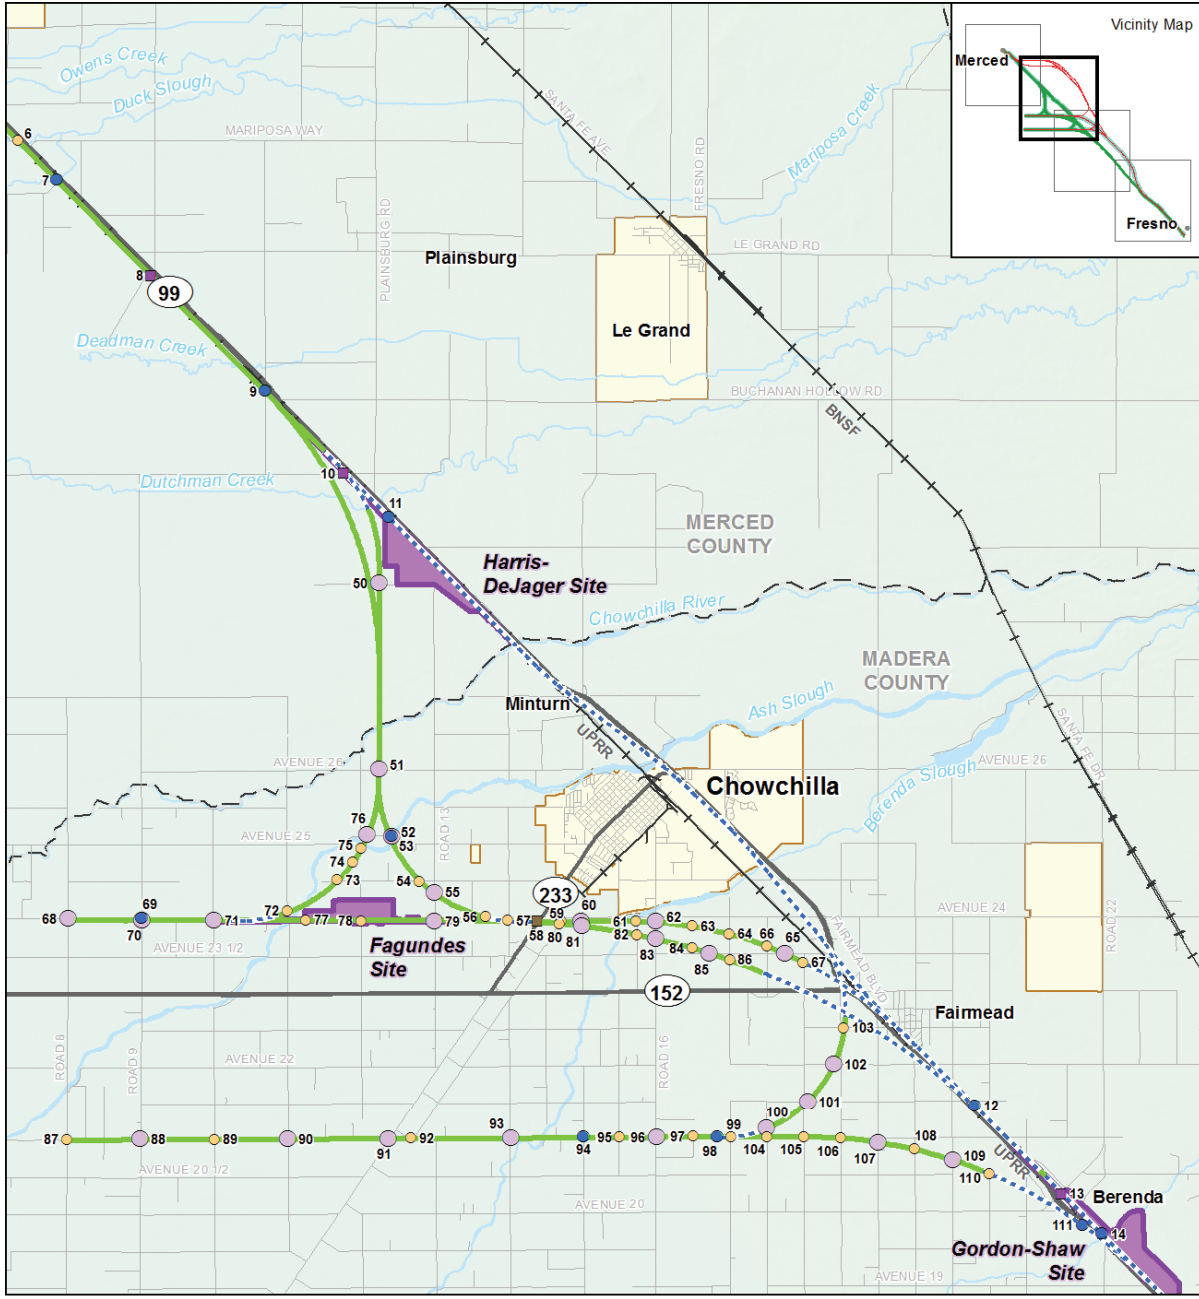 Vicinity Map
Merced
Fresno
Owens Creek
Duck Slough
MARIPOSA WAY
SANTA FE AVE
Mariposa Creek
6
7
PLAINSBURG RD
FRESNO RD
LE GRAND RD
Plainsburg
8
99
Le Grand
Deadman Creek
9
BUCHANAN HOLLOW RD
BNSF
10
Dutchman Creek
11
MERCED
COUNTY
Harris-
DeJager Site
50
Chowchilla River
MADERA
COUNTY
Ash Slough
Minturn
UPRR
SANTA FE DR
AVENUE 26
51
Berenda Slough
AVENUE 26
Chowchilla
76
52
AVENUE 25
75
53
ROAD 13
74
73
54
55
233
68
69
70
71
72
77
78
79
56
57
58
59
60
80
81
61
62
63
64
66
65
67
82
83
84
85
86
AVENUE 24
ROAD 22
FAIRMEAD BLVD
AVENUE 23 1/2
Fagundes
Site
152
Fairmead
103
ROAD 8
ROAD 9
AVENUE 22
ROAD 16
102
101
100
12
87
88
89
90
91
92
93
94
95
96
97
98
99
104
105
106
107
108
109
110
UPRR
AVENUE 20 1/2
AVENUE 20
13
Berenda
111
14
Gordon-Shaw
Site
AVENUE 19